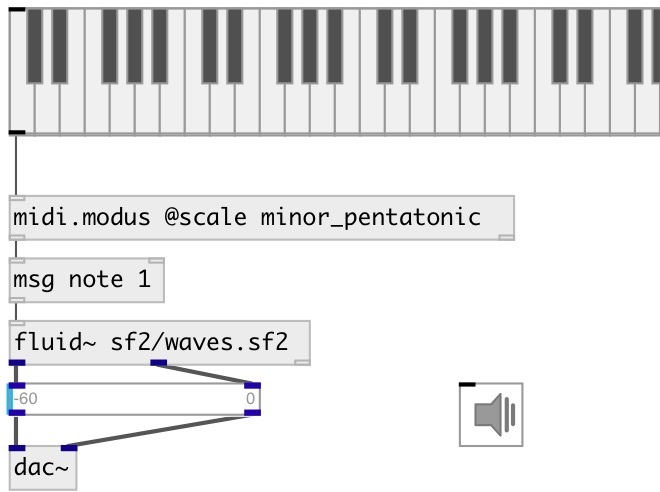 midi.modus @scale minor_pentatonic
msg note 1
fluid~ sf2/waves.sf2
-60 0
dac~